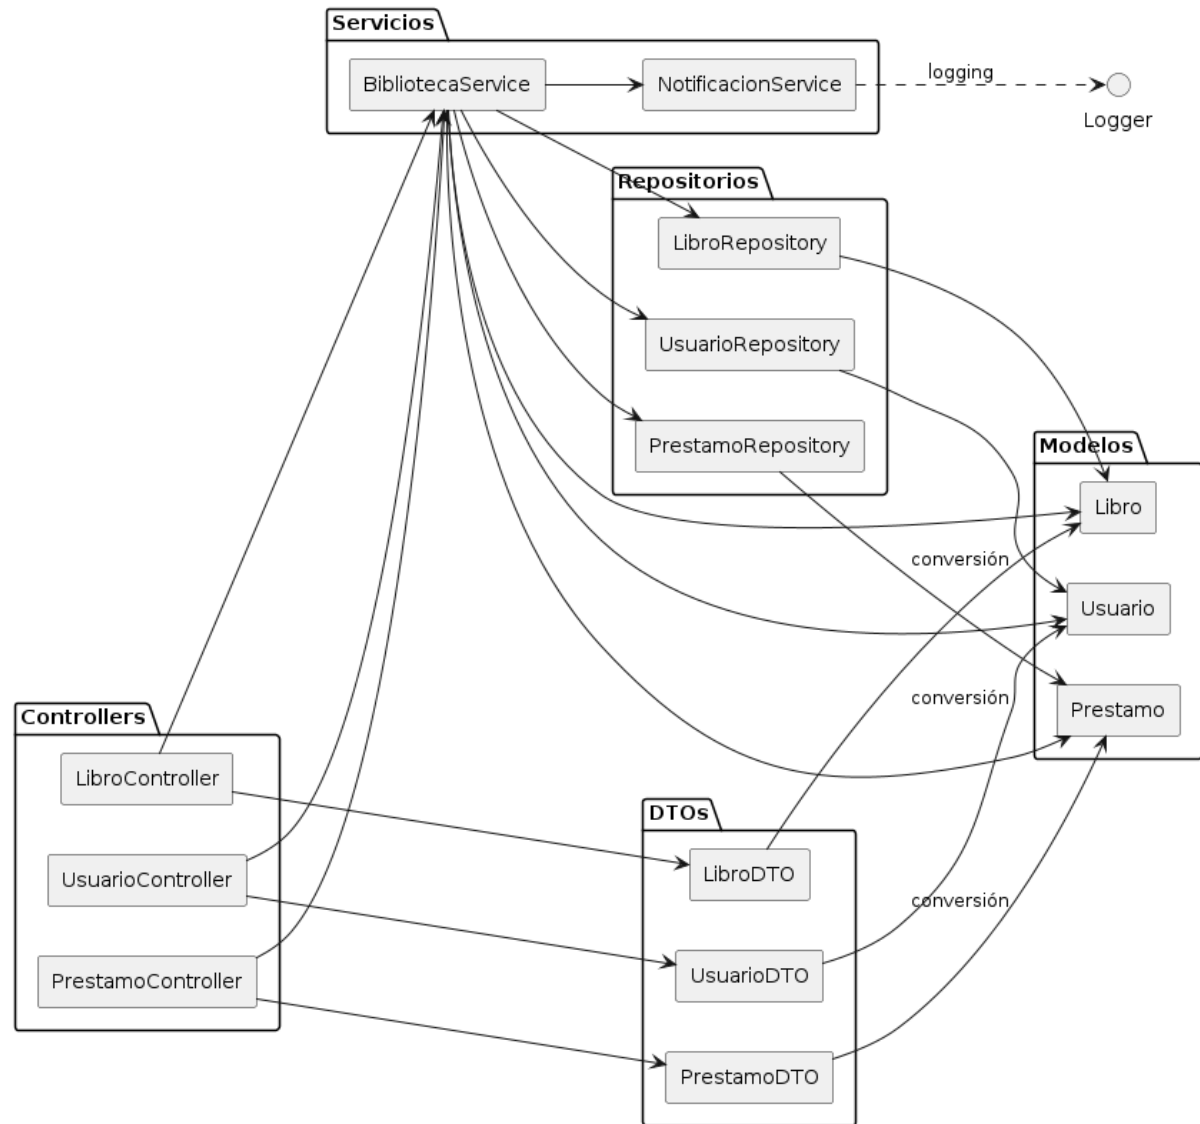 Servicios
BibliotecaService
NotificacionService
logging
Logger
Repositorios
LibroRepository
UsuarioRepository
PrestamoRepository
Modelos
Libro
conversión
Usuario
conversión
Prestamo
Controllers
LibroController
UsuarioController
PrestamoController
DTOs
LibroDTO
conversión
UsuarioDTO
PrestamoDTO